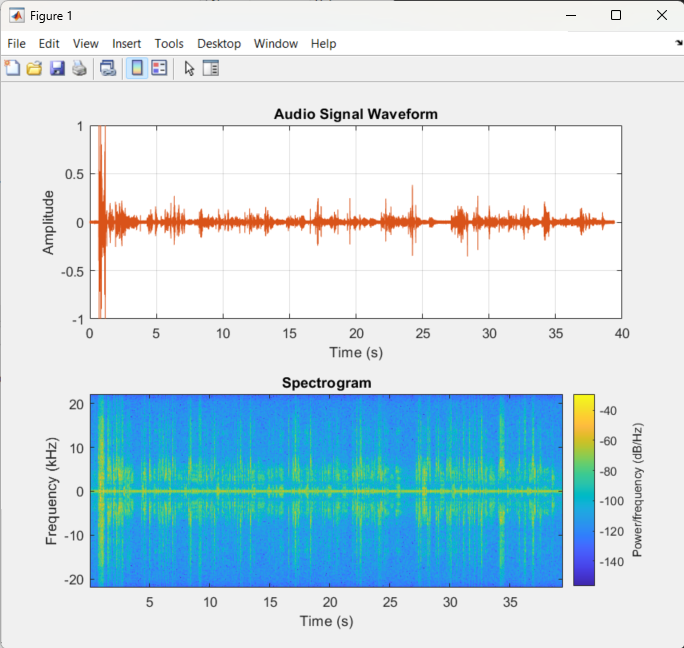 Figure 1
File Edit View Insert Tools Desktop Window Help
Audio Signal Waveform
Amplitude
1
0.5
0
-0.5
-1
0 5 10 15 20 25 30 35 40
Time (s)
Spectrogram
Frequency (kHz)
20
10
0
-10
-20
5 10 15 20 25 30 35
Time (s)
-40
-60
-80
-100
-120
-140
Power/frequency (dB/Hz)